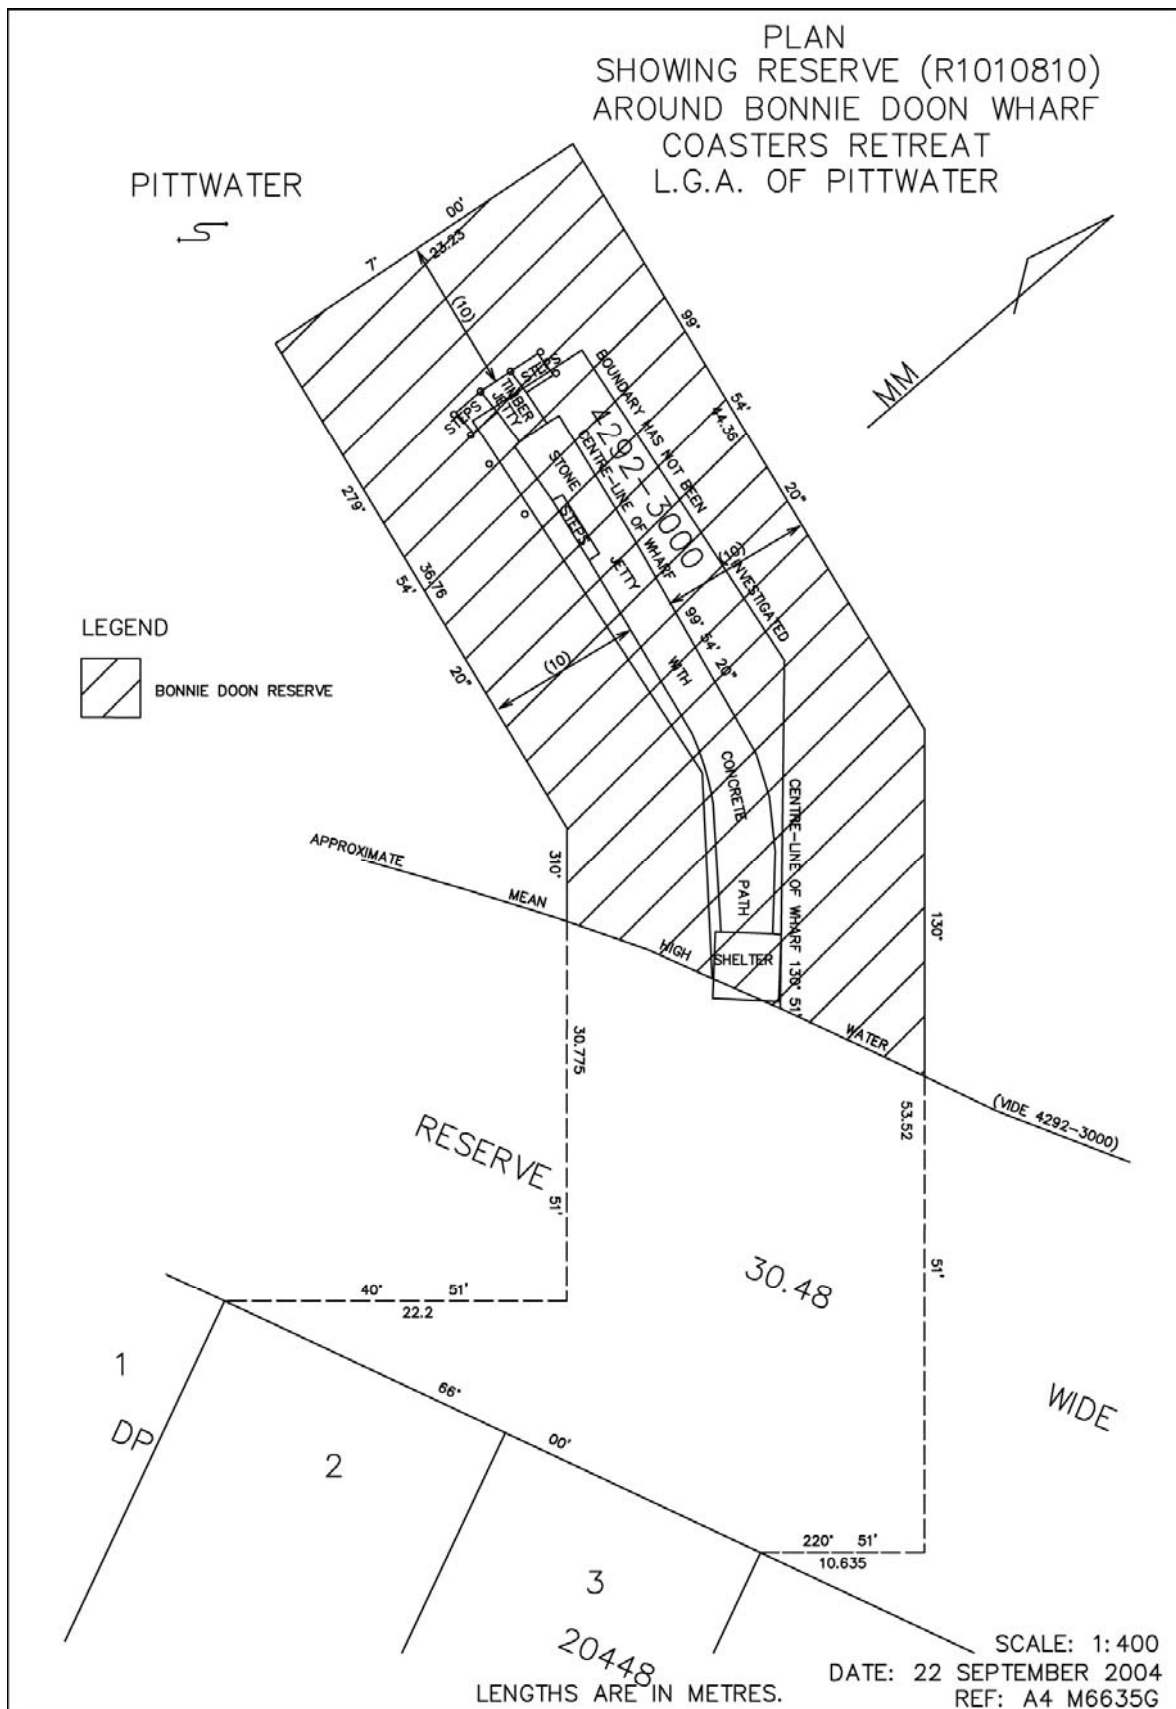 PLAN
SHOWING RESERVE (R1010810)
AROUND BONNIE DOON WHARF
COASTERS RETREAT
L.G.A. OF PITTWATER
PITTWATER
MM
7' 00'
23.23
(10)
99° 54' 20"
44.36
STEPS
TIMBER
JETTY
STEPS
BOUNDARY HAS NOT BEEN INVESTIGATED
4292-3000
CENTRE-LINE OF WHARF
99° 54' 20"
STONE JETTY WITH CONCRETE PATH
STEPS
(10)
(10)
279° 54' 20"
36.76
LEGEND
BONNIE DOON RESERVE
CENTRE-LINE OF WHARF 130° 51'
APPROXIMATE MEAN HIGH WATER (VIDE 4292-3000)
SHELTER
310° 51'
30.775
130° 51'
53.52
RESERVE 30.48 WIDE
40° 51'
22.2
66° 00'
220° 51'
10.635
1
2
3
DP 20448
LENGTHS ARE IN METRES.
SCALE: 1:400
DATE: 22 SEPTEMBER 2004
REF: A4 M6635G